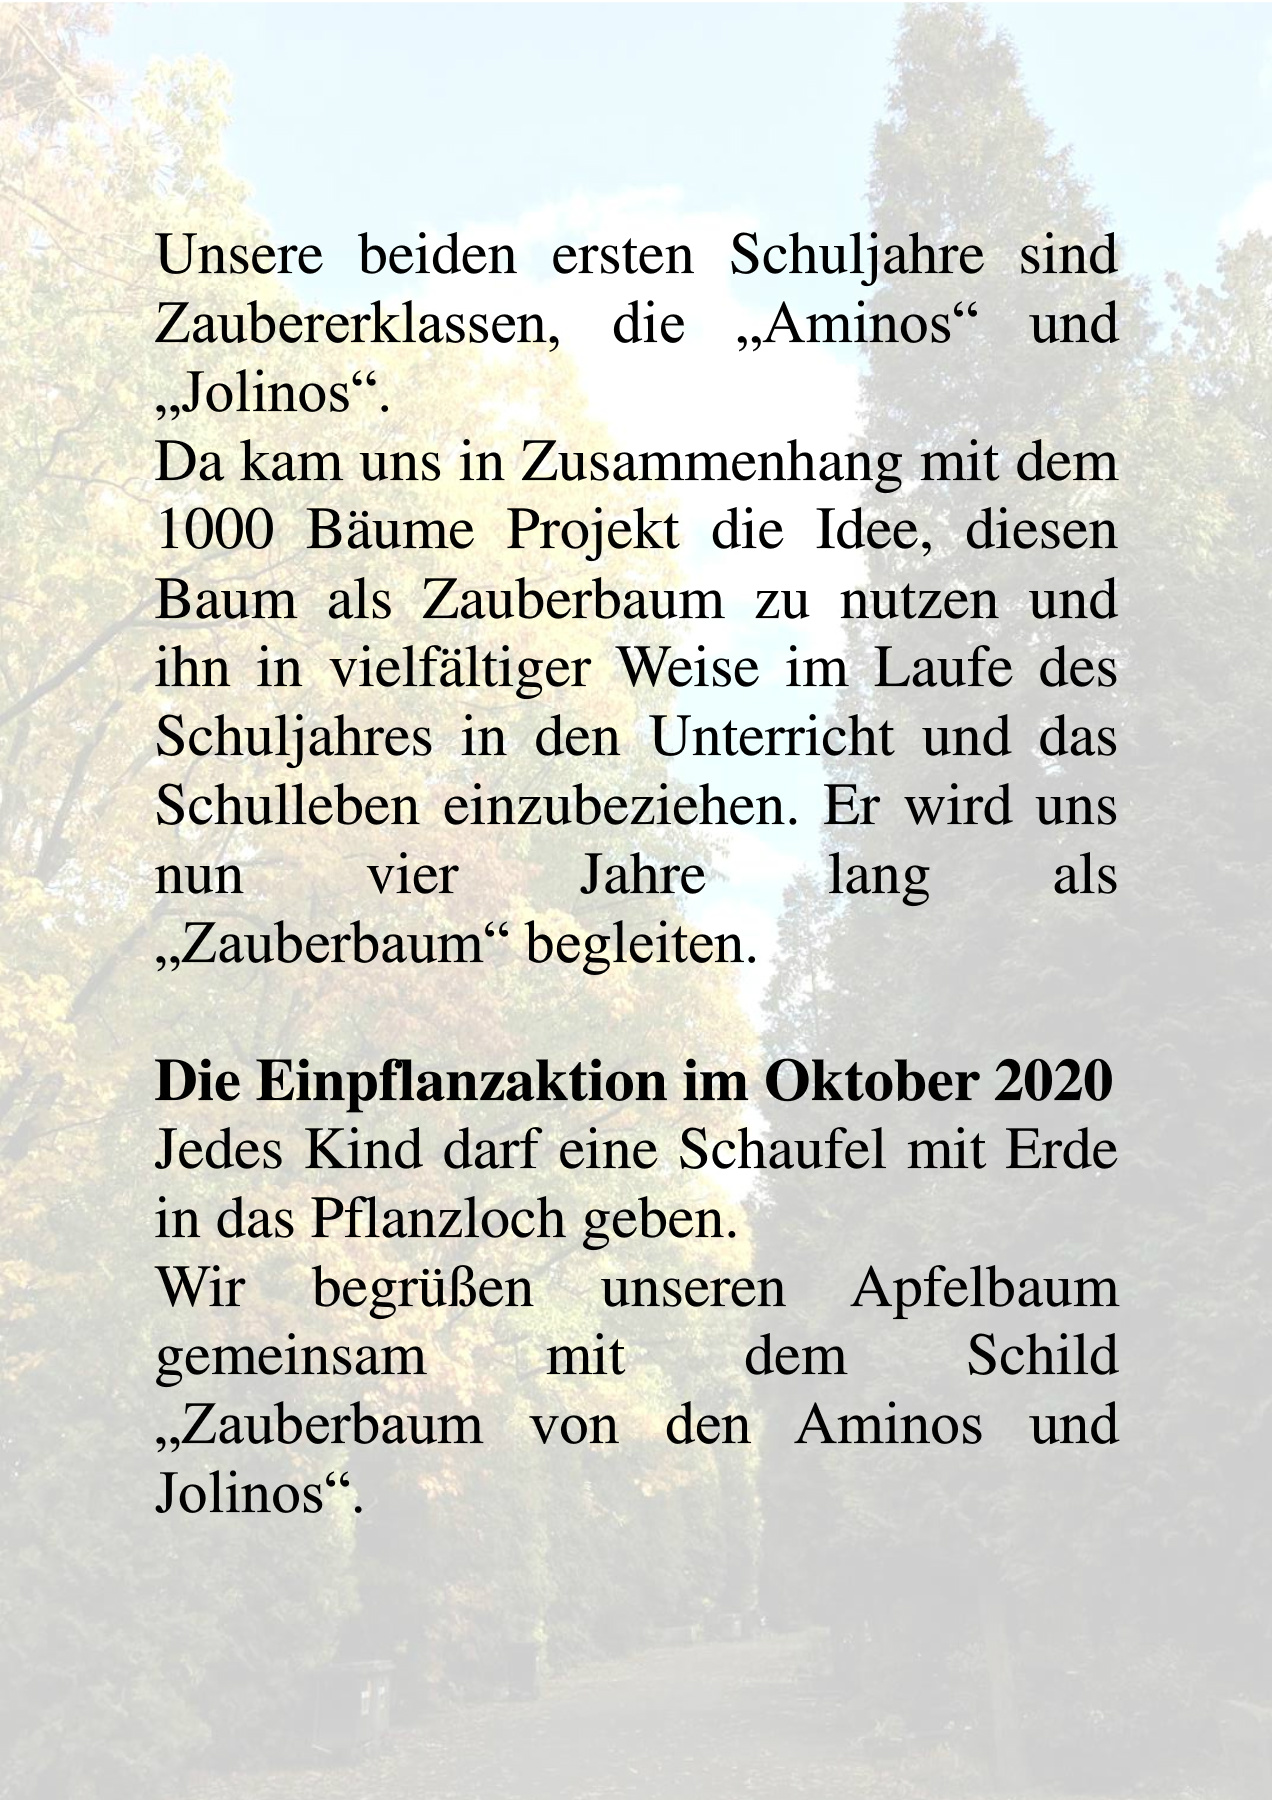 Unsere beiden ersten Schuljahre sind
Zaubererklassen, die „Aminos“ und
„Jolinos“.
Da kam uns in Zusammenhang mit dem
1000 Bäume Projekt die Idee, diesen
Baum als Zauberbaum zu nutzen und
ihn in vielfältiger Weise im Laufe des
Schuljahres in den Unterricht und das
Schulleben einzubeziehen. Er wird uns
nun vier Jahre lang als
„Zauberbaum“ begleiten.
Die Einpflanzaktion im Oktober 2020
Jedes Kind darf eine Schaufel mit Erde
in das Pflanzloch geben.
Wir begrüßen unseren Apfelbaum
gemeinsam mit dem Schild
„Zauberbaum von den Aminos und
Jolinos“.